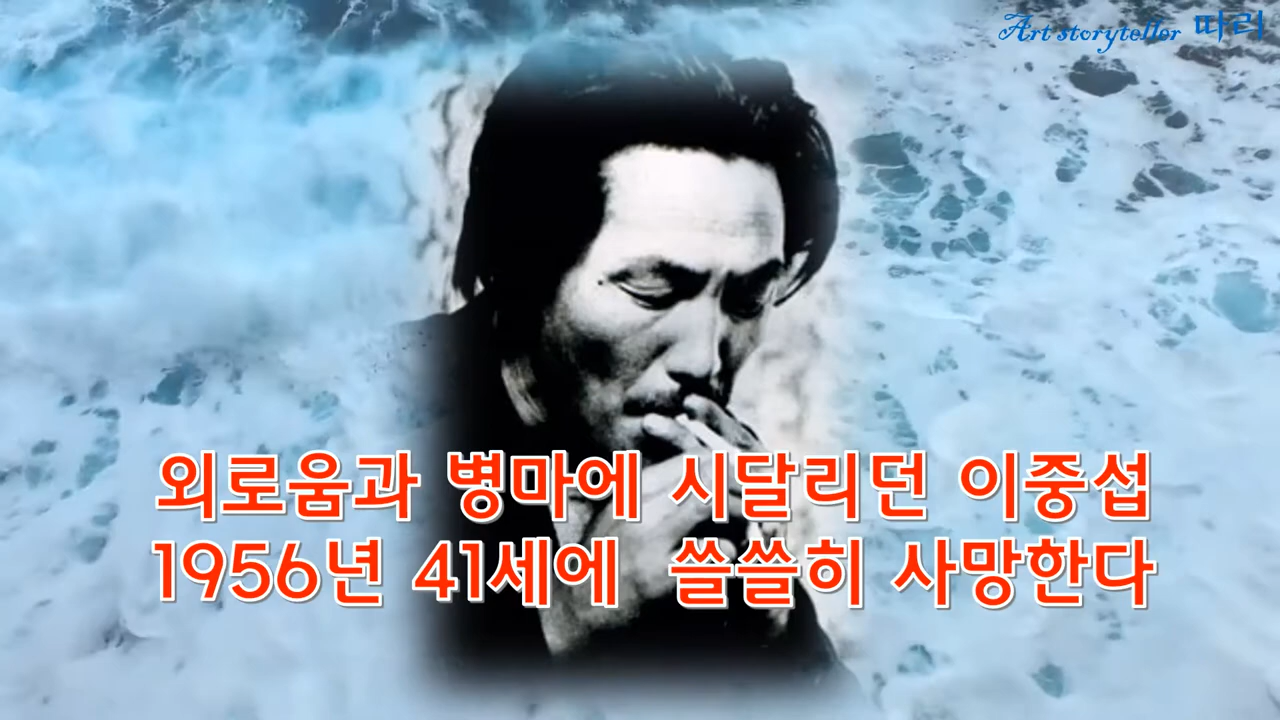 Art storyteller 따리
외로움과 병마에 시달리던 이중섭
1956년 41세에 쓸쓸히 사망한다